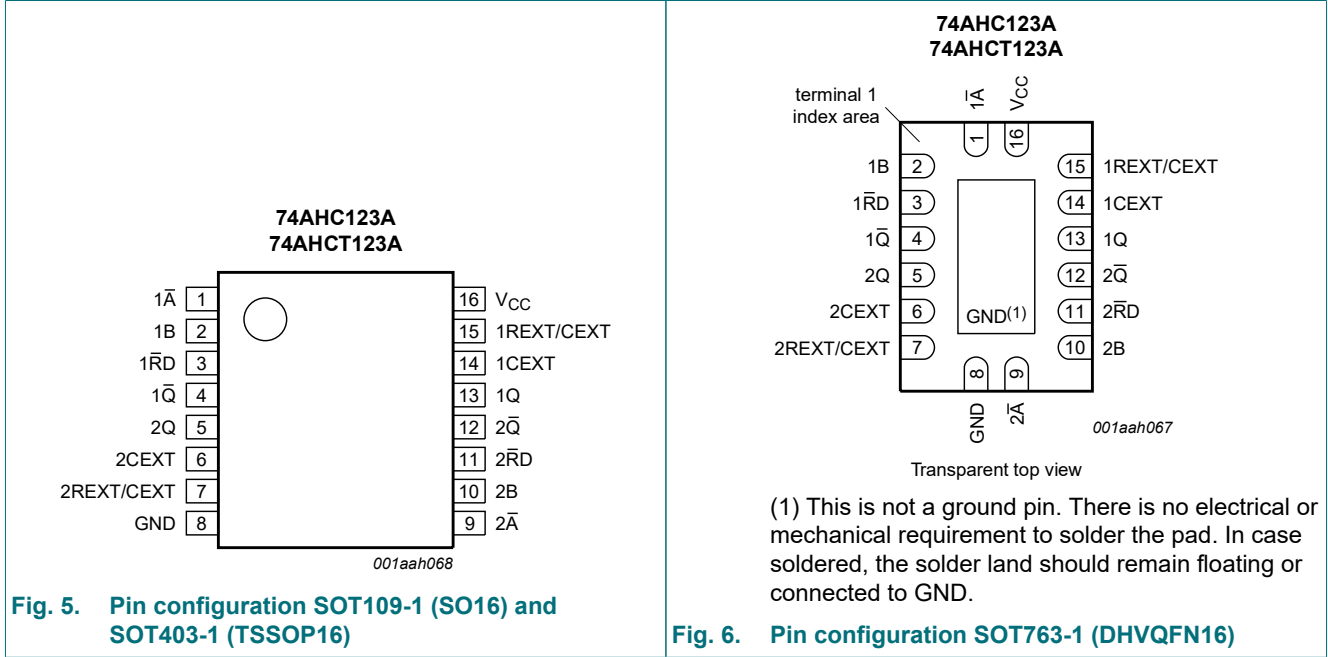 74AHC123A
74AHCT123A
1A̅ 1
1B 2
1R̅D 3
1Q̅ 4
2Q 5
2CEXT 6
2REXT/CEXT 7
GND 8
16 VCC
15 1REXT/CEXT
14 1CEXT
13 1Q
12 2Q̅
11 2R̅D
10 2B
9 2A̅
001aah068
Fig. 5. Pin configuration SOT109-1 (SO16) and
SOT403-1 (TSSOP16)
74AHC123A
74AHCT123A
terminal 1
index area
1A̅
VCC
1
16
1B 2
1R̅D 3
1Q̅ 4
2Q 5
2CEXT 6
2REXT/CEXT 7
15 1REXT/CEXT
14 1CEXT
13 1Q
12 2Q̅
11 2R̅D
10 2B
GND(1)
8
9
GND
2A̅
001aah067
Transparent top view
(1) This is not a ground pin. There is no electrical or
mechanical requirement to solder the pad. In case
soldered, the solder land should remain floating or
connected to GND.
Fig. 6. Pin configuration SOT763-1 (DHVQFN16)